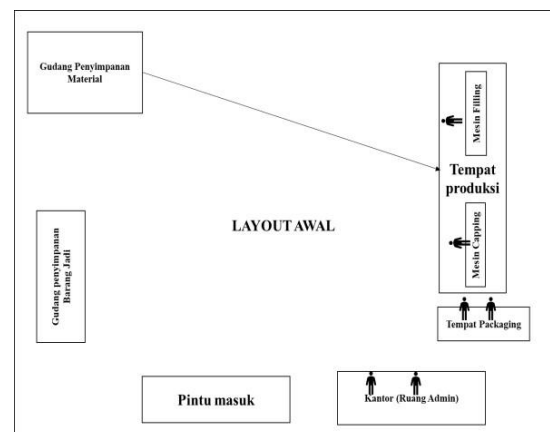 Gudang Penyimpanan
Material
Mesin Filling
Tempat
produksi
LAYOUT AWAL
Mesin Capping
Gudang penyimpanan
Barang Jadi
Tempat Packaging
Pintu masuk
Kantor (Ruang Admin)